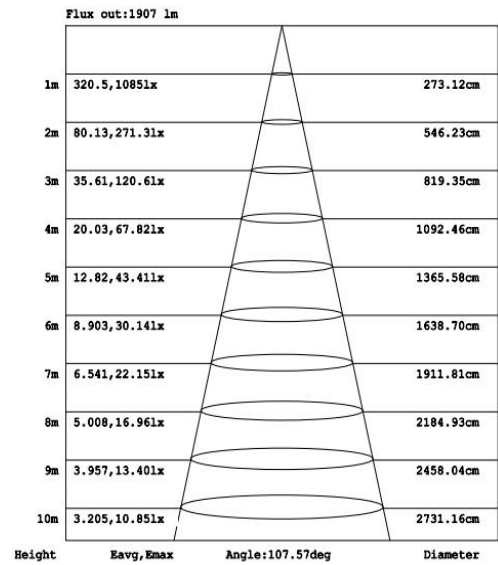 Flux out:1907 lm
1m 320.5,1085lx 273.12cm
2m 80.13,271.3lx 546.23cm
3m 35.61,120.6lx 819.35cm
4m 20.03,67.82lx 1092.46cm
5m 12.82,43.41lx 1365.58cm
6m 8.903,30.14lx 1638.70cm
7m 6.541,22.15lx 1911.81cm
8m 5.008,16.96lx 2184.93cm
9m 3.957,13.40lx 2458.04cm
10m 3.205,10.85lx 2731.16cm
Height Eavg,Emax Angle:107.57deg Diameter